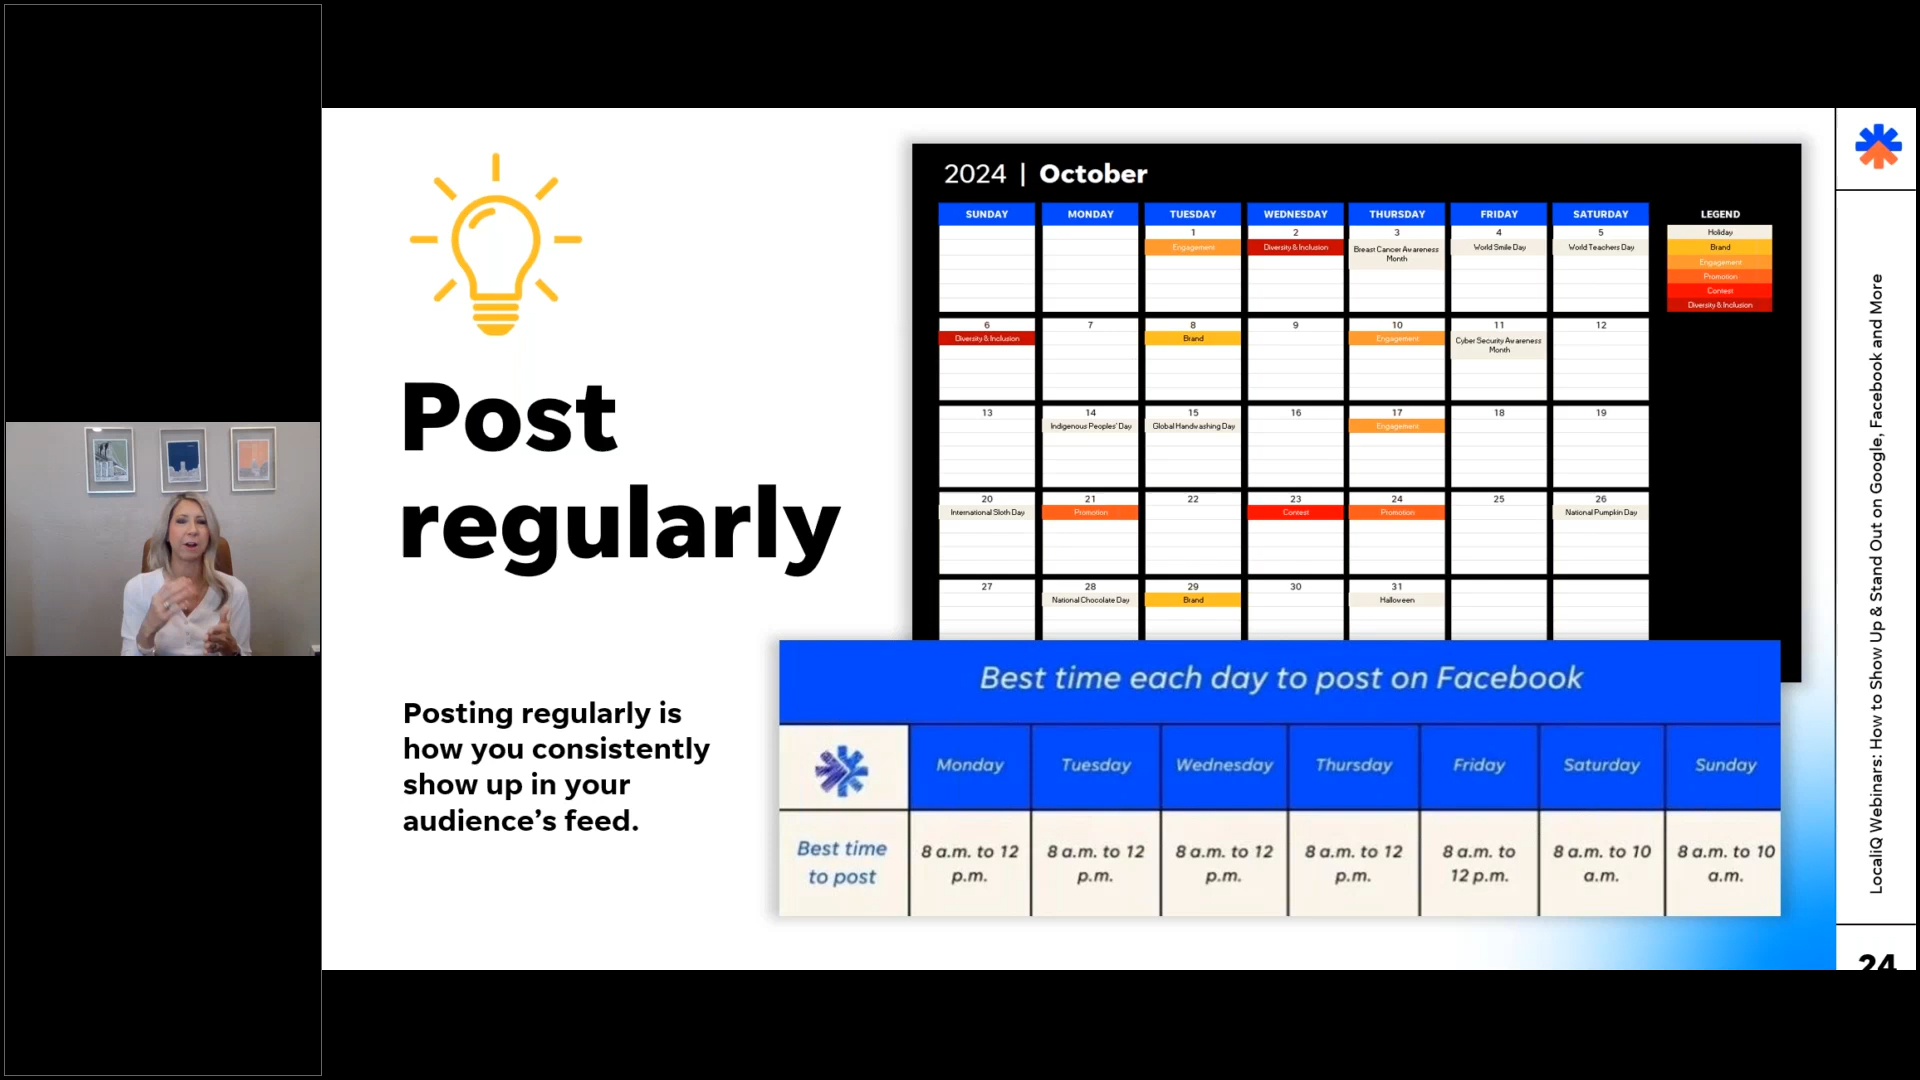 Post
regularly
Posting regularly is
how you consistently
show up in your
audience’s feed.
2024 | October
SUNDAY MONDAY TUESDAY WEDNESDAY THURSDAY FRIDAY SATURDAY
1 2 3 4 5
Engagement Diversity & Inclusion Breast Cancer Awareness World Smile Day World Teachers Day
Month
6 7 8 9 10 11 12
Diversity & Inclusion Brand Engagement Cyber Security Awareness
Month
13 14 15 16 17 18 19
Indigenous Peoples' Day Global Handwashing Day Engagement
20 21 22 23 24 25 26
International Sloth Day Promotion Contest Promotion National Pumpkin Day
27 28 29 30 31
National Chocolate Day Brand Halloween
LEGEND
Holiday
Brand
Engagement
Promotion
Contest
Diversity & Inclusion
Best time each day to post on Facebook
Monday Tuesday Wednesday Thursday Friday Saturday Sunday
Best time 8 a.m. to 12 8 a.m. to 12 8 a.m. to 12 8 a.m. to 12 8 a.m. to 8 a.m. to 10 8 a.m. to 10
to post p.m. p.m. p.m. p.m. 12 p.m. a.m. a.m.
LocaliQ Webinars: How to Show Up & Stand Out on Google, Facebook and More
24